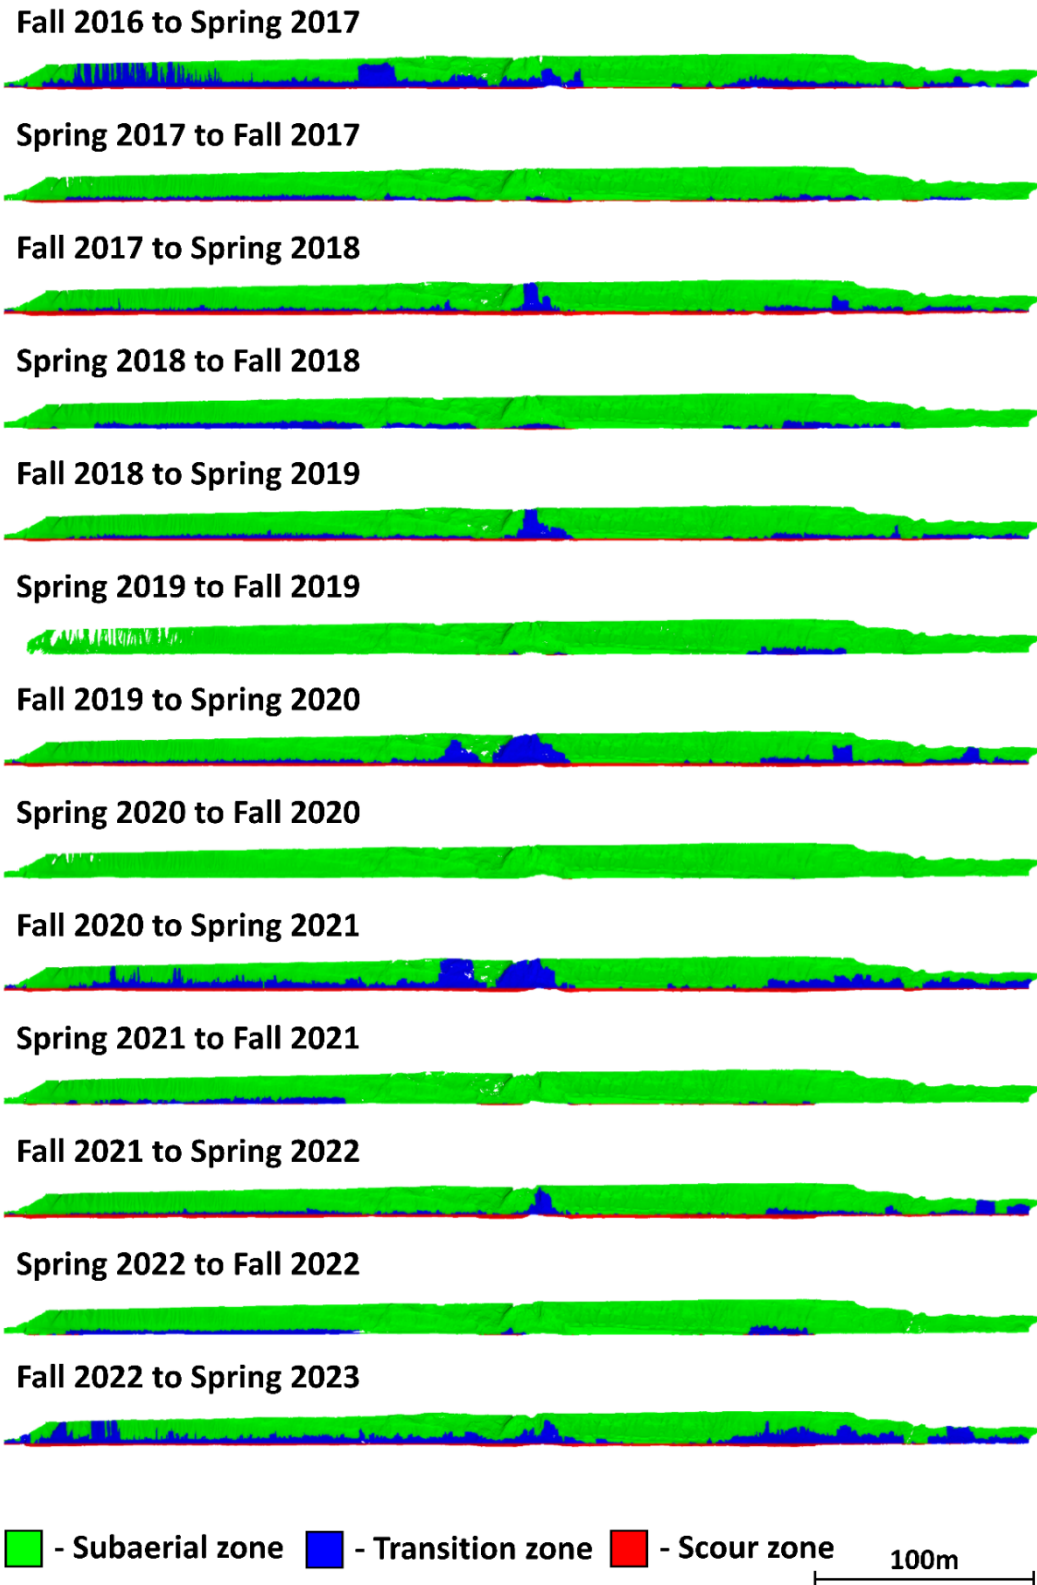 Fall 2016 to Spring 2017
Spring 2017 to Fall 2017
Fall 2017 to Spring 2018
Spring 2018 to Fall 2018
Fall 2018 to Spring 2019
Spring 2019 to Fall 2019
Fall 2019 to Spring 2020
Spring 2020 to Fall 2020
Fall 2020 to Spring 2021
Spring 2021 to Fall 2021
Fall 2021 to Spring 2022
Spring 2022 to Fall 2022
Fall 2022 to Spring 2023
- Subaerial zone - Transition zone - Scour zone
100m